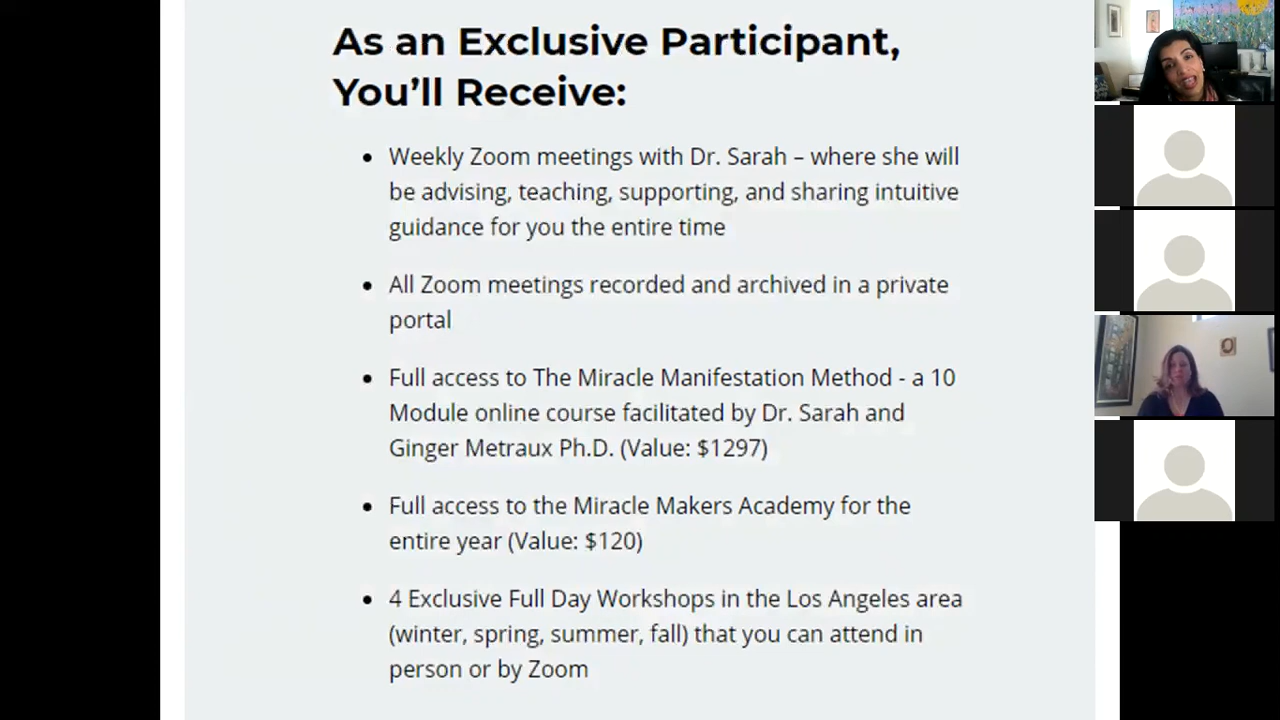 As an Exclusive Participant,
You'll Receive:
• Weekly Zoom meetings with Dr. Sarah – where she will
be advising, teaching, supporting, and sharing intuitive
guidance for you the entire time
• All Zoom meetings recorded and archived in a private
portal
• Full access to The Miracle Manifestation Method - a 10
Module online course facilitated by Dr. Sarah and
Ginger Metraux Ph.D. (Value: $1297)
• Full access to the Miracle Makers Academy for the
entire year (Value: $120)
• 4 Exclusive Full Day Workshops in the Los Angeles area
(winter, spring, summer, fall) that you can attend in
person or by Zoom